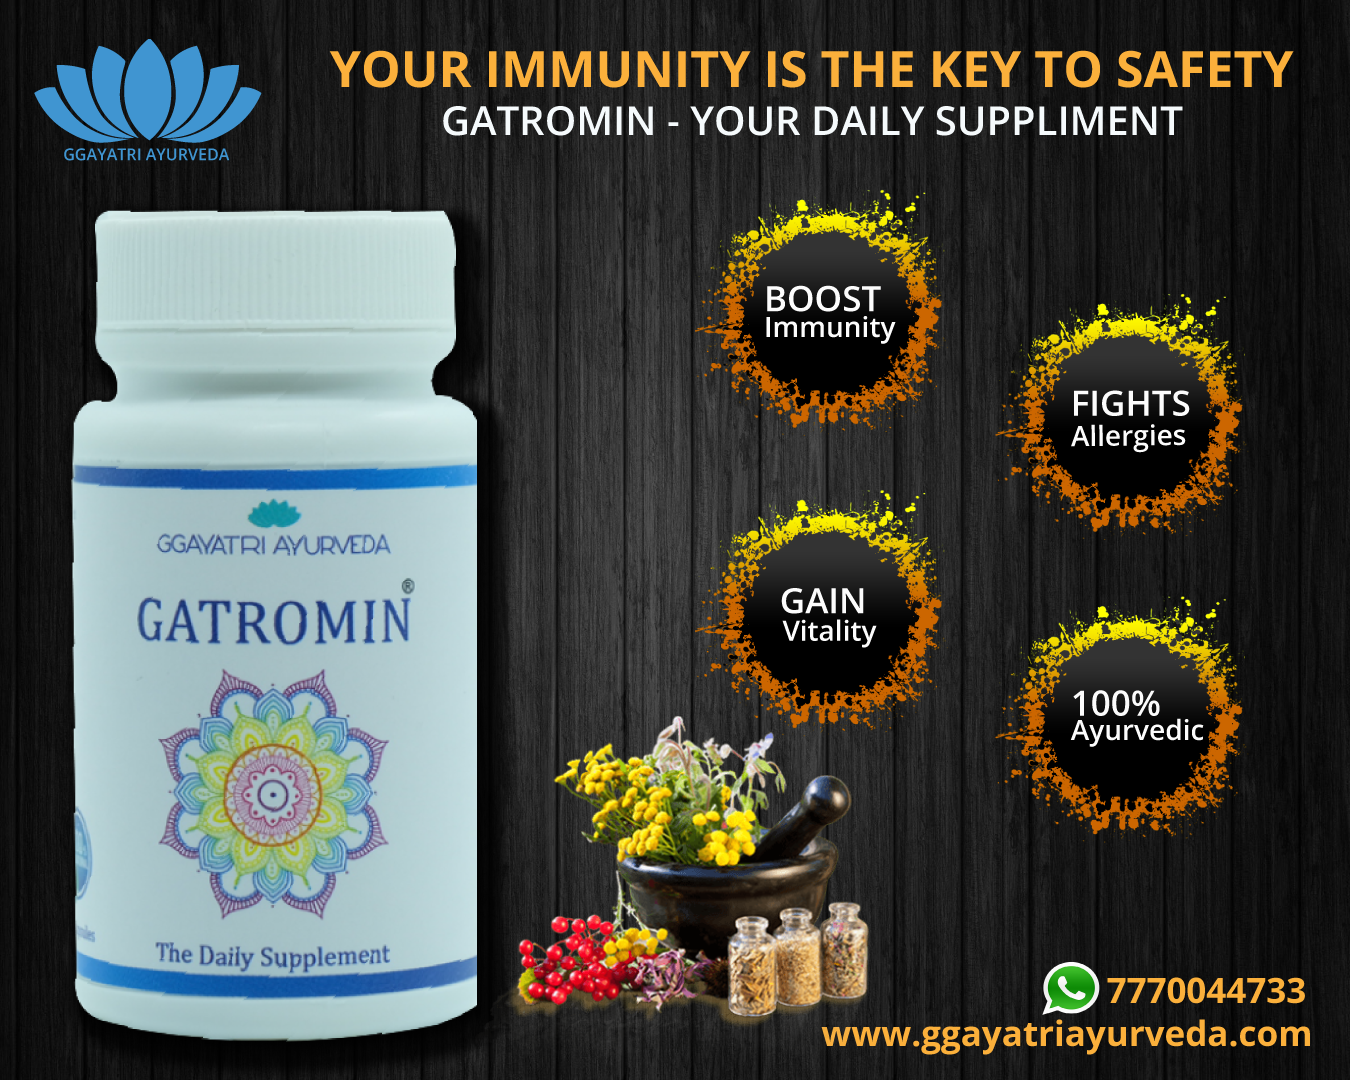 YOUR IMMUNITY IS THE KEY TO SAFETY
GATROMIN - YOUR DAILY SUPPLIMENT
GGAYATRI AYURVEDA
BOOST
Immunity
FIGHTS
Allergies
GAIN
Vitality
100%
Ayurvedic
GGAYATRI AYURVEDA
GATROMIN®
The Daily Supplement
7770044733
www.ggayatriayurveda.com